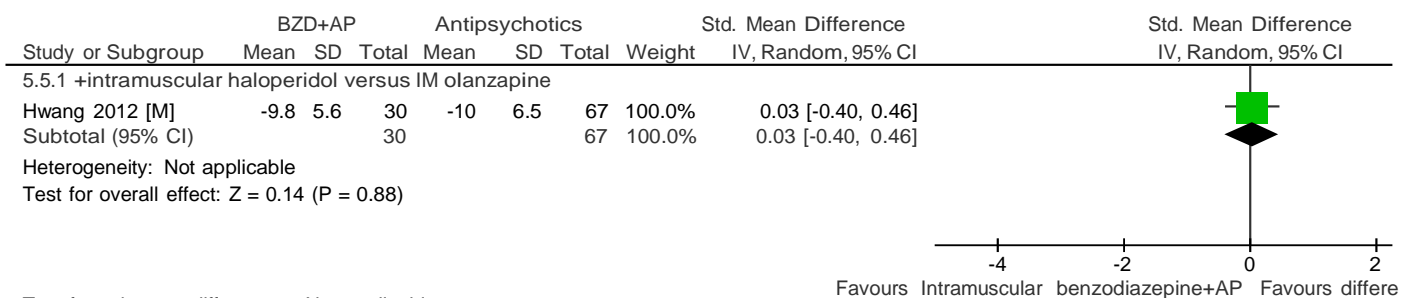 BZD+AP Antipsychotics Std. Mean Difference Std. Mean Difference
Study or Subgroup Mean SD Total Mean SD Total Weight IV, Random, 95% CI IV, Random, 95% CI
5.5.1 +intramuscular haloperidol versus IM olanzapine
Hwang 2012 [M] -9.8 5.6 30 -10 6.5 67 100.0% 0.03 [-0.40, 0.46]
Subtotal (95% CI) 30 67 100.0% 0.03 [-0.40, 0.46]
Heterogeneity: Not applicable
Test for overall effect: Z = 0.14 (P = 0.88)
-4 -2 0 2
Favours Intramuscular benzodiazepine+AP Favours differe